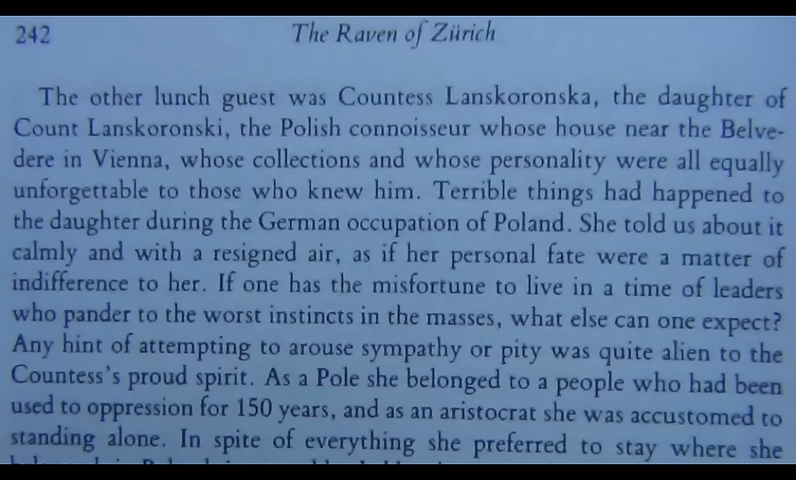 242
The Raven of Zürich
The other lunch guest was Countess Lanskoronska, the daughter of
Count Lanskoronski, the Polish connoisseur whose house near the Belve-
dere in Vienna, whose collections and whose personality were all equally
unforgettable to those who knew him. Terrible things had happened to
the daughter during the German occupation of Poland. She told us about it
calmly and with a resigned air, as if her personal fate were a matter of
indifference to her. If one has the misfortune to live in a time of leaders
who pander to the worst instincts in the masses, what else can one expect?
Any hint of attempting to arouse sympathy or pity was quite alien to the
Countess's proud spirit. As a Pole she belonged to a people who had been
used to oppression for 150 years, and as an aristocrat she was accustomed to
standing alone. In spite of everything she preferred to stay where she